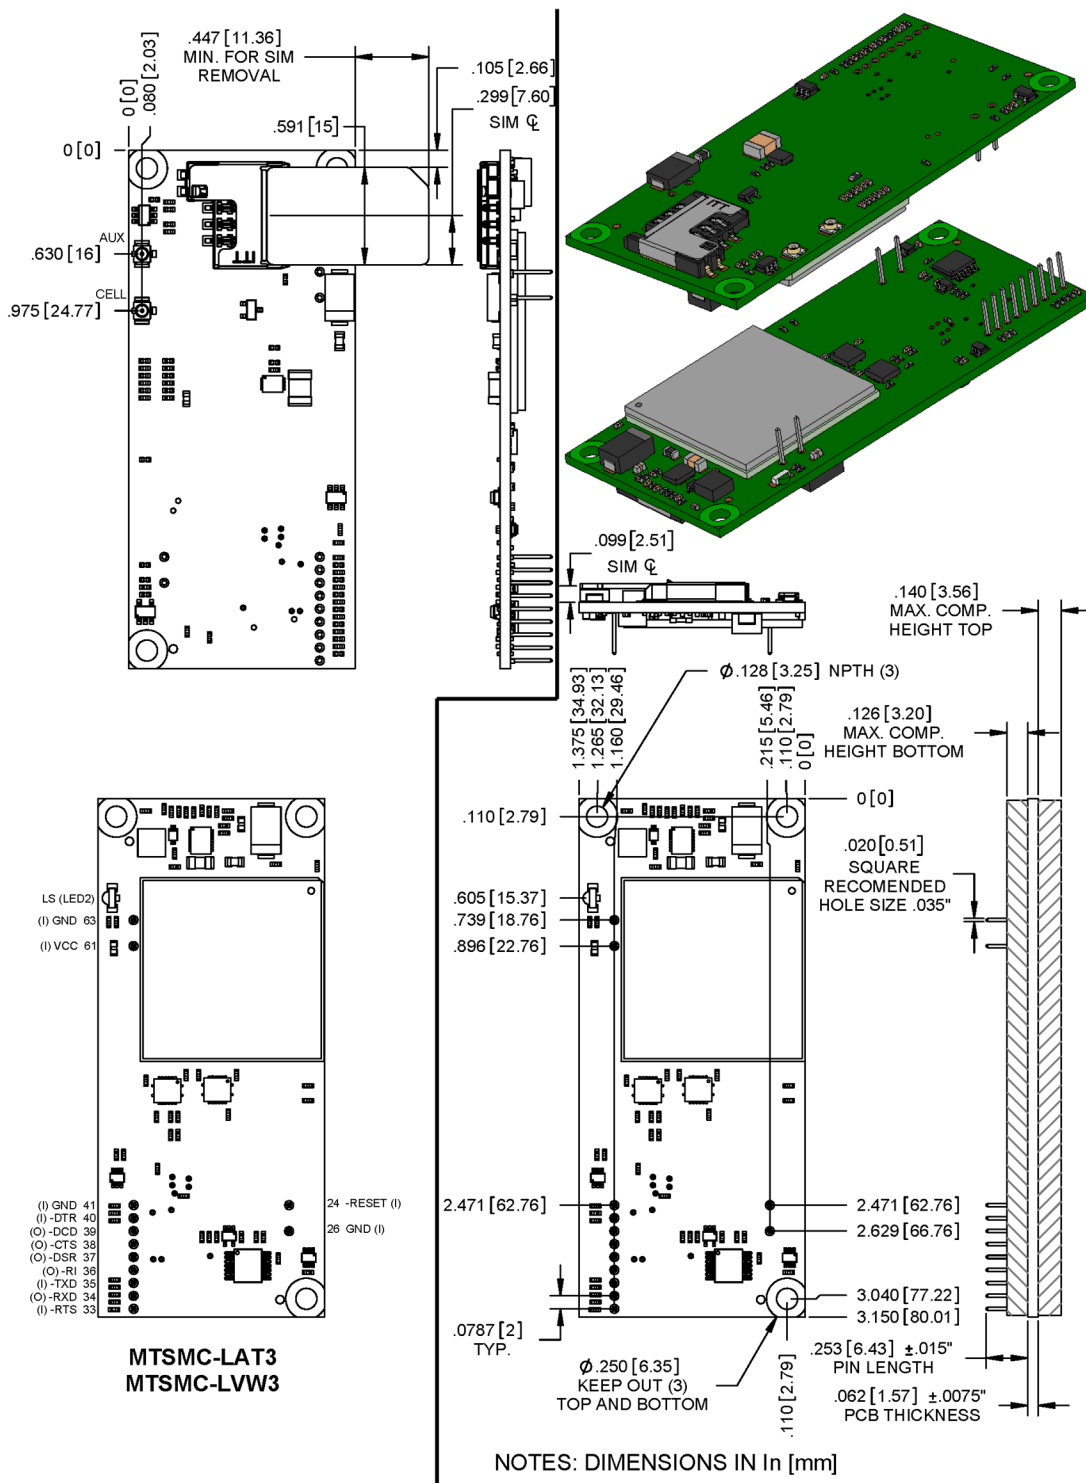 .447 [11.36]
MIN. FOR SIM
REMOVAL
0 [0]
.080 [2.03]
.105 [2.66]
.299 [7.60]
SIM ℄
.591 [15]
0 [0]
AUX
.630 [16]
CELL
.975 [24.77]
.099 [2.51]
SIM ℄
.140 [3.56]
MAX. COMP.
HEIGHT TOP
Ø.128 [3.25] NPTH (3)
1.375 [34.93]
1.265 [32.13]
1.160 [29.46]
.215 [5.46]
.110 [2.79]
0 [0]
.126 [3.20]
MAX. COMP.
HEIGHT BOTTOM
0 [0]
.110 [2.79]
.020 [0.51]
SQUARE
RECOMENDED
HOLE SIZE .035"
.605 [15.37]
.739 [18.76]
.896 [22.76]
LS (LED2)
(I) GND 63
(I) VCC 61
(I) GND 41
(I) -DTR 40
(O) -DCD 39
(O) -CTS 38
(O) -DSR 37
(O) -RI 36
(I) -TXD 35
(O) -RXD 34
(I) -RTS 33
24 -RESET (I)
26 GND (I)
2.471 [62.76]
2.471 [62.76]
2.629 [66.76]
3.040 [77.22]
3.150 [80.01]
.0787 [2]
TYP.
Ø.250 [6.35]
KEEP OUT (3)
TOP AND BOTTOM
.110 [2.79]
.253 [6.43] ±.015"
PIN LENGTH
.062 [1.57] ±.0075"
PCB THICKNESS
MTSMC-LAT3
MTSMC-LVW3
NOTES: DIMENSIONS IN In [mm]